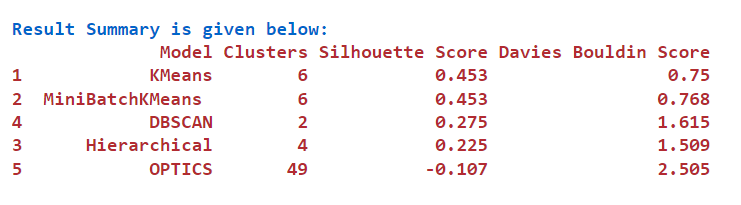 Result Summary is given below:
Model Clusters Silhouette Score Davies Bouldin Score
1 KMeans 6 0.453 0.75
2 MiniBatchKMeans 6 0.453 0.768
4 DBSCAN 2 0.275 1.615
3 Hierarchical 4 0.225 1.509
5 OPTICS 49 -0.107 2.505